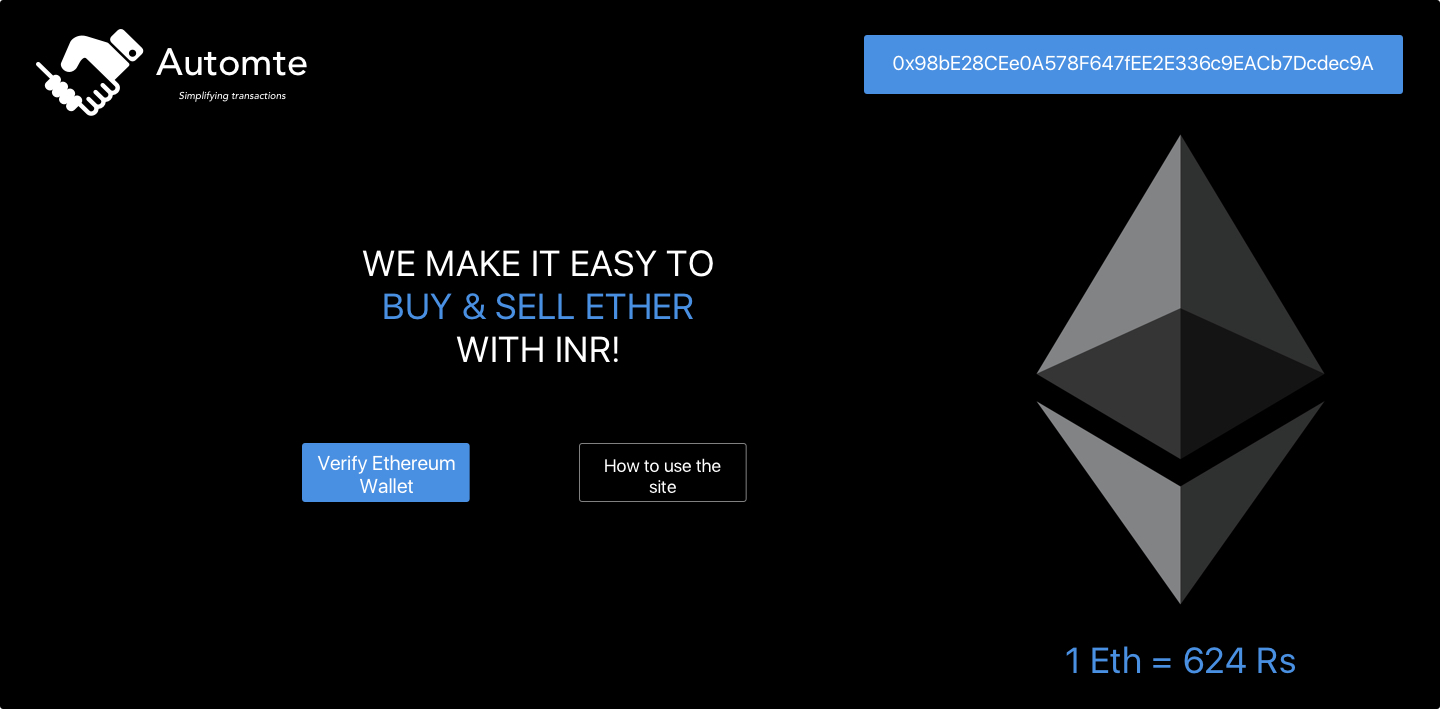 Automte
Simplifying transactions
0x98bE28CEe0A578F647fEE2E336c9EACb7Dcdec9A
WE MAKE IT EASY TO
BUY & SELL ETHER
WITH INR!
Verify Ethereum
Wallet
How to use the
site
1 Eth = 624 Rs